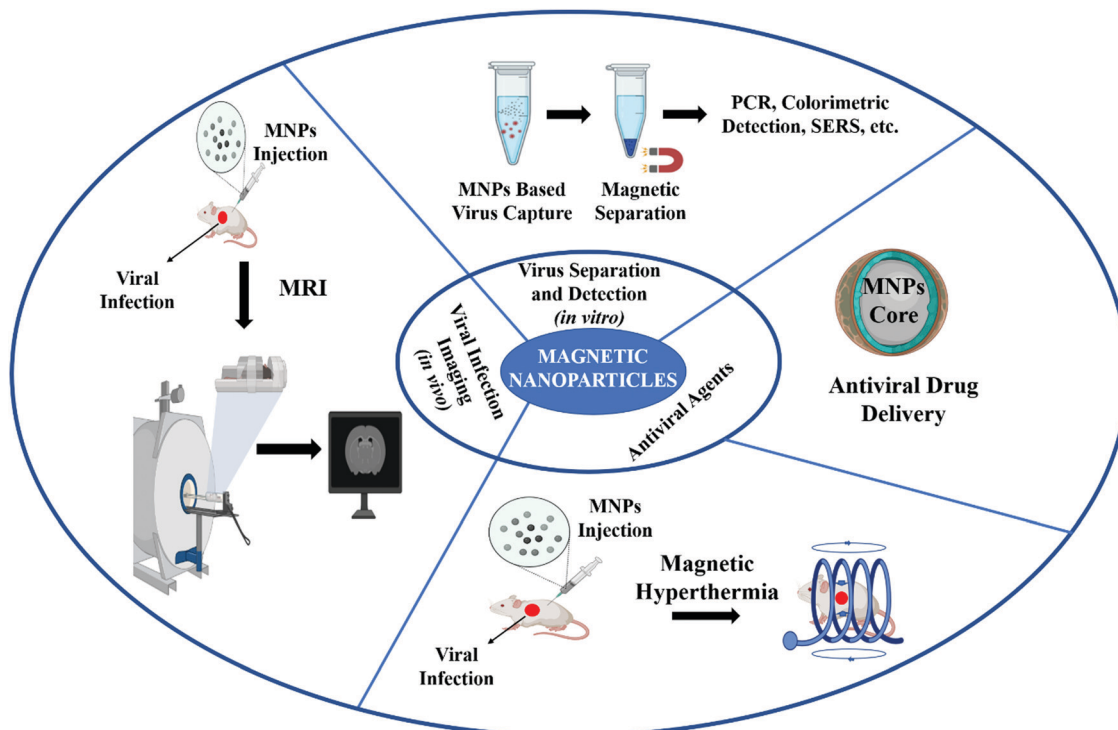 MNPs
Injection
Viral
Infection
MRI
MNPs Based
Virus Capture
Magnetic
Separation
PCR, Colorimetric
Detection, SERS, etc.
Virus Separation
and Detection
(in vitro)
Viral Infection
Imaging
(in vivo)
MAGNETIC
NANOPARTICLES
Antiviral Agents
MNPs
Core
Antiviral Drug
Delivery
MNPs
Injection
Viral
Infection
Magnetic
Hyperthermia